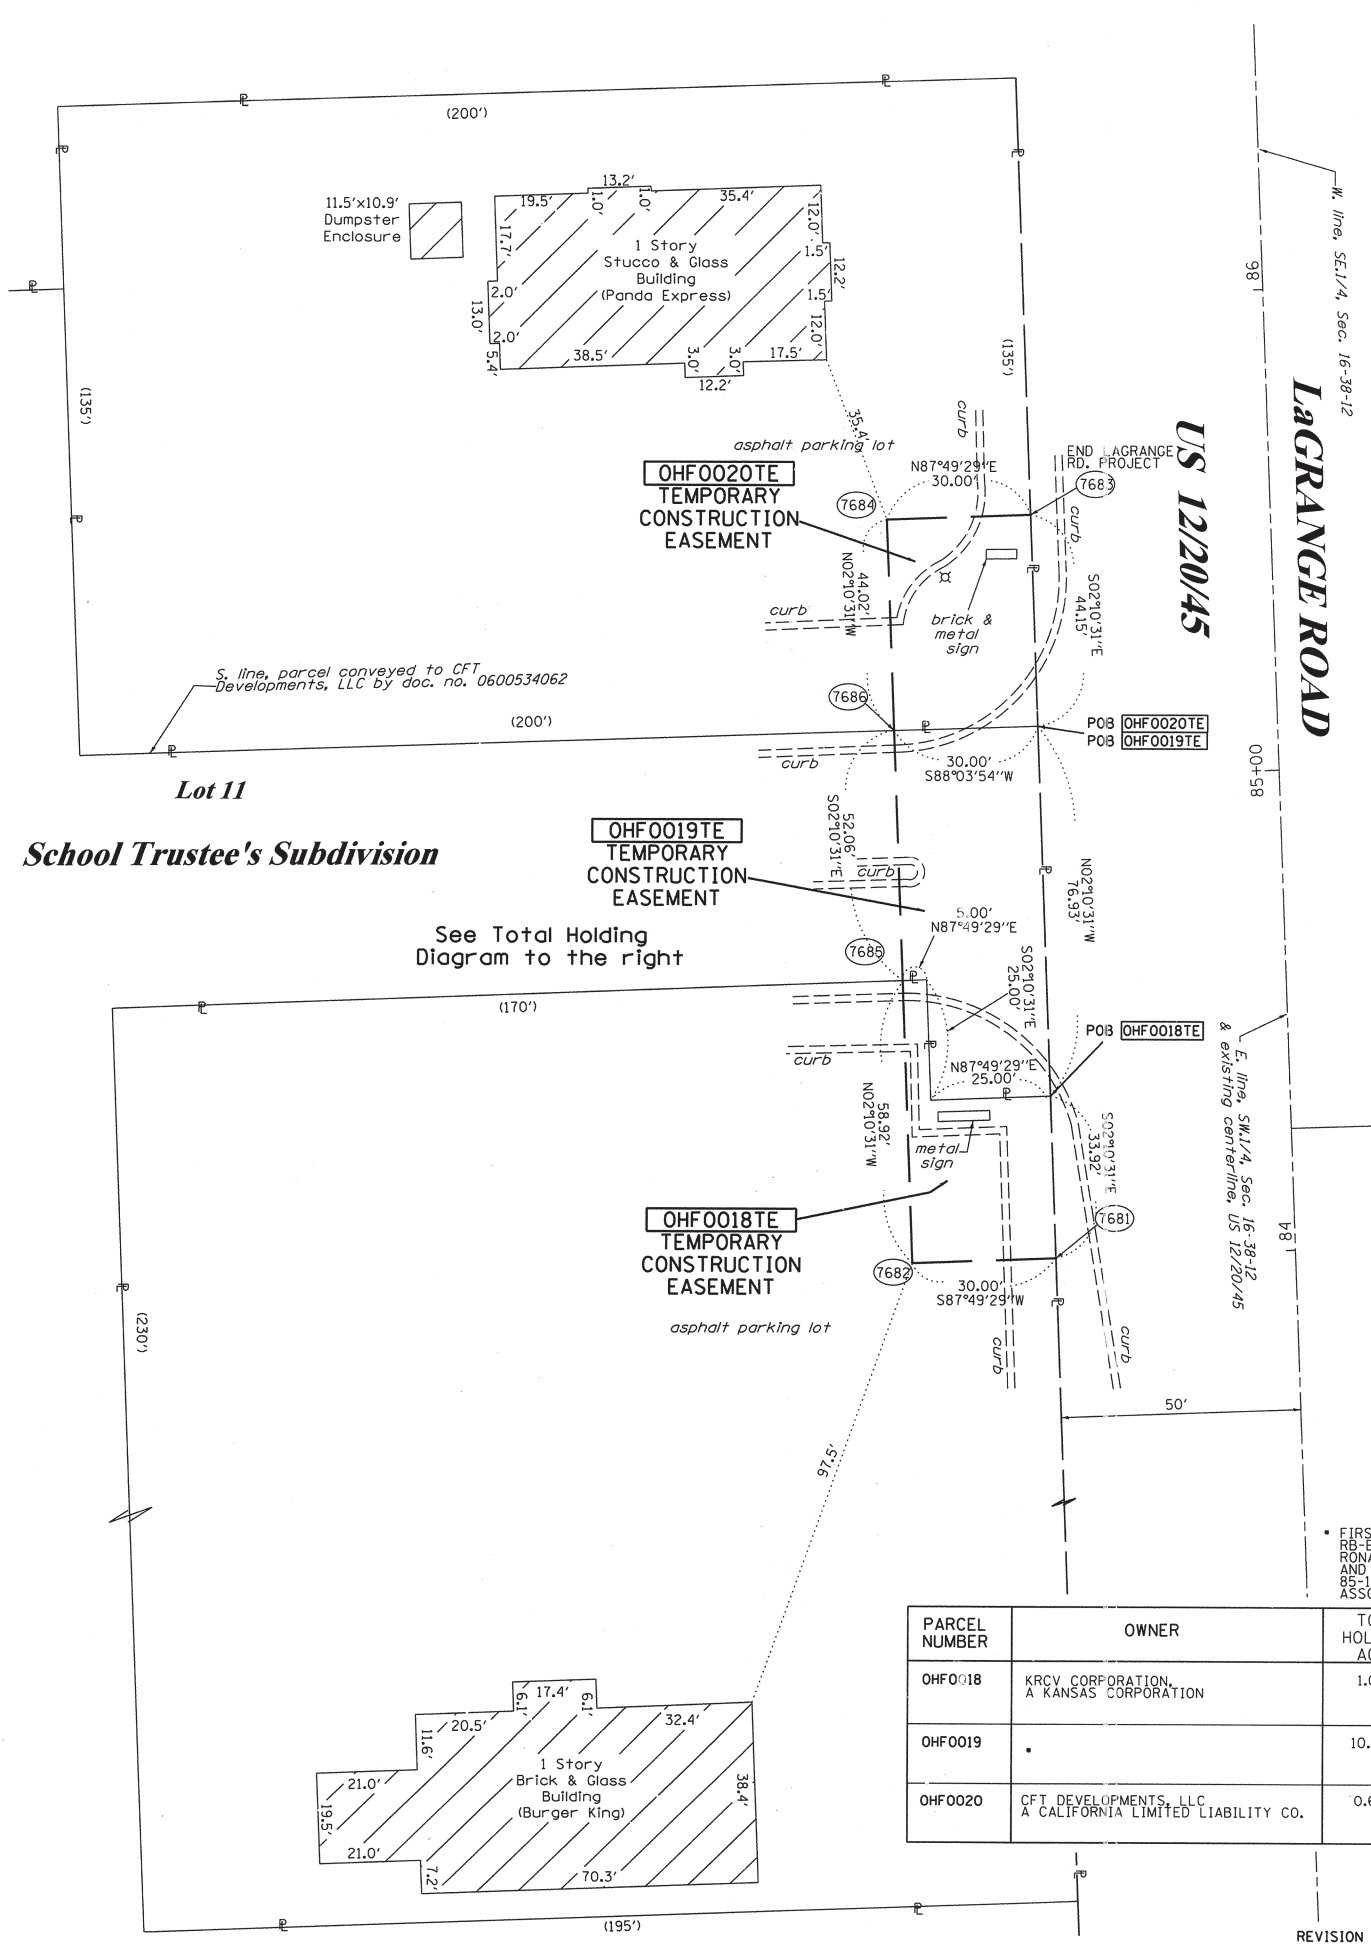 (200')
13.2'
19.5'
1.0'
1.0'
35.4'
11.5'x10.9'
Dumpster
Enclosure
17.7'
12.0'
1 Story
Stucco & Glass
Building
(Panda Express)
1.5'
12.2'
1.5'
2.0'
13.0'
2.0'
12.0'
5.4'
38.5'
3.0'
3.0'
17.5'
12.2'
(135')
(135')
W. line, SE.1/4, Sec. 16-38-12
86
LaGRANGE ROAD
US 12/20/45
35.4'
curb
asphalt parking lot
END LAGRANGE
RD. PROJECT
N87°49'29"E
30.00'
7683
7684
OHF0020TE
TEMPORARY
CONSTRUCTION
EASEMENT
curb
44.02'
N02°10'31"W
S02°10'31"E
44.15'
curb
brick &
metal
sign
S. line, parcel conveyed to CFT
Developments, LLC by doc. no. 0600534062
7686
(200')
POB OHF0020TE
POB OHF0019TE
curb
30.00'
S88°03'54"W
85+00
Lot 11
School Trustee's Subdivision
52.06'
S02°10'31"E
OHF0019TE
TEMPORARY
CONSTRUCTION
EASEMENT
curb
N02°10'31"W
76.93'
5.00'
N87°49'29"E
See Total Holding
Diagram to the right
7685
S02°10'31"E
25.00'
(170')
POB OHF0018TE
curb
N87°49'29"E
25.00'
E. line, SW.1/4, Sec. 16-38-12
& existing centerline, US 12/20/45
58.92'
N02°10'31"W
metal
sign
S02°10'31"E
33.92'
OHF0018TE
TEMPORARY
CONSTRUCTION
EASEMENT
7681
84
7682
30.00'
S87°49'29"W
asphalt parking lot
curb
curb
(230')
50'
97.5'
85-1
PARCEL
NUMBER
OWNER
OHF0018
KRCV CORPORATION,
A KANSAS CORPORATION
OHF0019
•
OHF0020
CFT DEVELOPMENTS, LLC
A CALIFORNIA LIMITED LIABILITY CO.
17.4'
6.1'
6.1'
20.5'
32.4'
11.6'
1 Story
Brick & Glass
Building
(Burger King)
21.0'
19.5'
38.4'
21.0'
7.2'
70.3'
(195')
REVISION